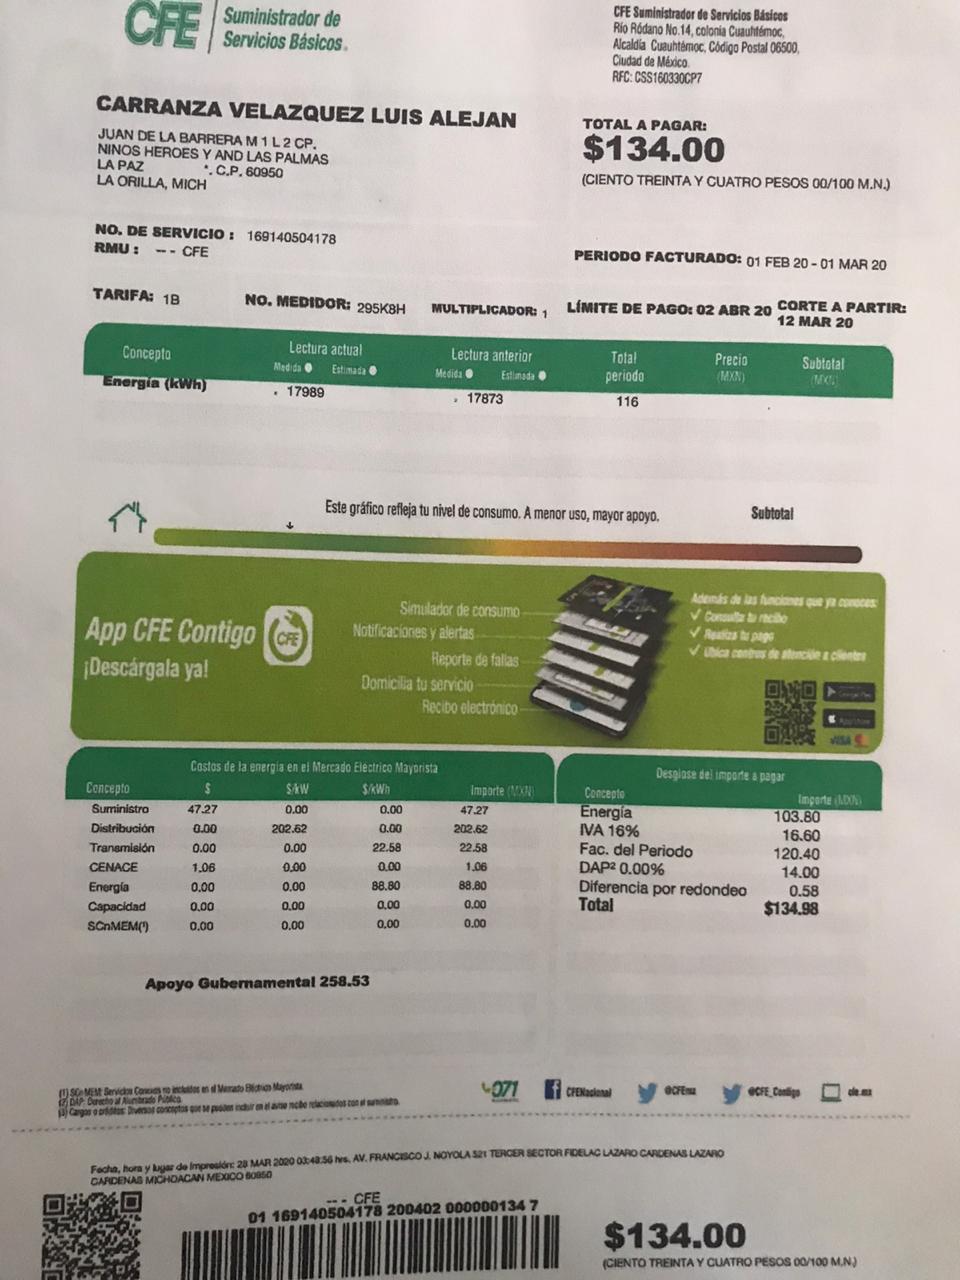 CFE
Suministrador de
Servicios Básicos®
CFE Suministrador de Servicios Básicos
Río Ródano No.14, colonia Cuauhtémoc,
Alcaldía Cuauhtémoc, Código Postal 06500,
Ciudad de México.
RFC: CSS160330CP7
CARRANZA VELAZQUEZ LUIS ALEJAN
JUAN DE LA BARRERA M 1 L 2 CP.
NINOS HEROES Y AND LAS PALMAS
LA PAZ *. C.P. 60950
LA ORILLA, MICH
TOTAL A PAGAR:
$134.00
(CIENTO TREINTA Y CUATRO PESOS 00/100 M.N.)
NO. DE SERVICIO : 169140504178
RMU : -- - CFE
PERIODO FACTURADO: 01 FEB 20 - 01 MAR 20
TARIFA: 1B NO. MEDIDOR: 295K8H MULTIPLICADOR: 1 LÍMITE DE PAGO: 02 ABR 20 CORTE A PARTIR:
12 MAR 20
Concepto Lectura actual Lectura anterior Total periodo Precio (MXN) Subtotal (MXN)
Medida Estimada Medida Estimada
Energía (kWh) 17989 17873 116
Este gráfico refleja tu nivel de consumo. A menor uso, mayor apoyo. Subtotal
App CFE Contigo
¡Descárgala ya!
CFE
Simulador de consumo
Notificaciones y alertas
Reporte de fallas
Domicilia tu servicio
Recibo electrónico
Además de las funciones que ya conoces:
✓ Consulta tu recibo
✓ Realiza tu pago
✓ Ubica centros de atención a clientes
Google Play
App Store
VISA
Costos de la energía en el Mercado Eléctrico Mayorista
Concepto $ $/kW $/kWh Importe (MXN)
Suministro 47.27 0.00 0.00 47.27
Distribución 0.00 202.62 0.00 202.62
Transmisión 0.00 0.00 22.58 22.58
CENACE 1.06 0.00 0.00 1.06
Energía 0.00 0.00 88.80 88.80
Capacidad 0.00 0.00 0.00 0.00
SCnMEM(¹) 0.00 0.00 0.00 0.00
Desglose del importe a pagar
Concepto Importe (MXN)
Energía 103.80
IVA 16% 16.60
Fac. del Periodo 120.40
DAP² 0.00% 14.00
Diferencia por redondeo 0.58
Total $134.98
Apoyo Gubernamental 258.53
(1) SCnMEM: Servicios Conexos no incluidos en el Mercado Eléctrico Mayorista.
(2) DAP: Derecho al Alumbrado Público.
(3) Cargos o créditos: Diversos conceptos que se pueden incluir en el aviso recibo relacionados con el suministro.
071 CFENacional @CFEmx @CFE_Contigo cfe.mx
Fecha, hora y lugar de impresión: 28 MAR 2020 03:48:56 hrs. AV. FRANCISCO J. NOYOLA 521 TERCER SECTOR FIDELAC LAZARO CARDENAS LAZARO
CARDENAS MICHOACAN MEXICO 60950
-- - CFE
01 169140504178 200402 000000134 7
$134.00
(CIENTO TREINTA Y CUATRO PESOS 00/100 M.N.)